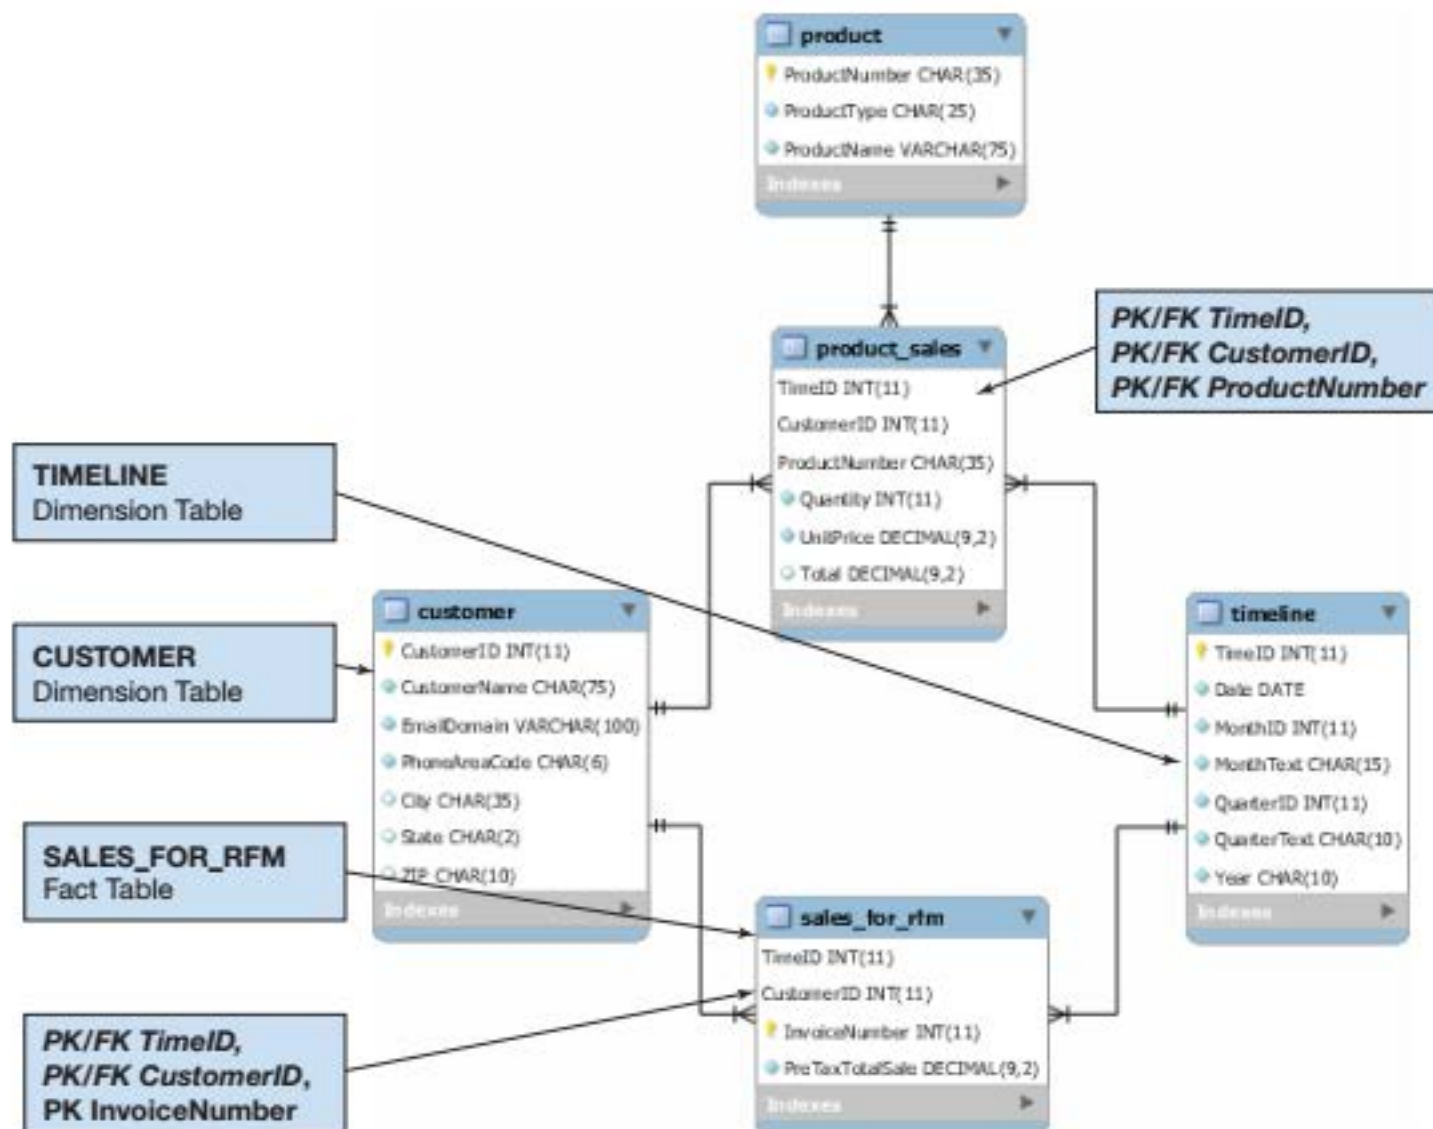 product
ProductNumber CHAR(35)
ProductType CHAR(25)
ProductName VARCHAR(75)
Indexes
product_sales
TimeID INT(11)
CustomerID INT(11)
ProductNumber CHAR(35)
Quantity INT(11)
UnitPrice DECIMAL(9,2)
Total DECIMAL(9,2)
Indexes
PK/FK TimeID,
PK/FK CustomerID,
PK/FK ProductNumber
TIMELINE
Dimension Table
CUSTOMER
Dimension Table
customer
CustomerID INT(11)
CustomerName CHAR(75)
EmailDomain VARCHAR(100)
PhoneAreaCode CHAR(6)
City CHAR(35)
State CHAR(2)
ZIP CHAR(10)
Indexes
timeline
TimeID INT(11)
Date DATE
MonthID INT(11)
MonthText CHAR(15)
QuarterID INT(11)
QuarterText CHAR(10)
Year CHAR(10)
Indexes
SALES_FOR_RFM
Fact Table
sales_for_rfm
TimeID INT(11)
CustomerID INT(11)
InvoiceNumber INT(11)
PreTaxTotalSale DECIMAL(9,2)
Indexes
PK/FK TimeID,
PK/FK CustomerID,
PK InvoiceNumber